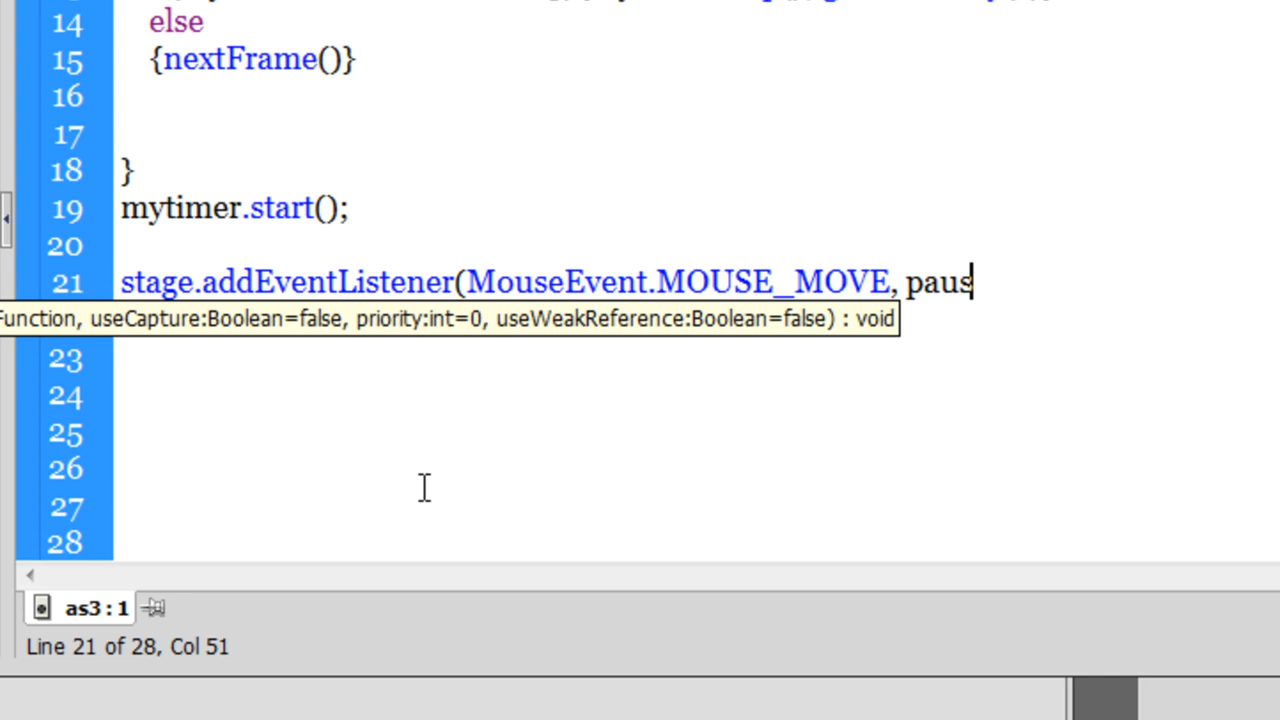 14 else
15 {nextFrame()}
16
17
18 }
19 mytimer.start();
20
21 stage.addEventListener(MouseEvent.MOUSE_MOVE, paus
Function, useCapture:Boolean=false, priority:int=0, useWeakReference:Boolean=false) : void
23
24
25
26
27
28
as3:1
Line 21 of 28, Col 51